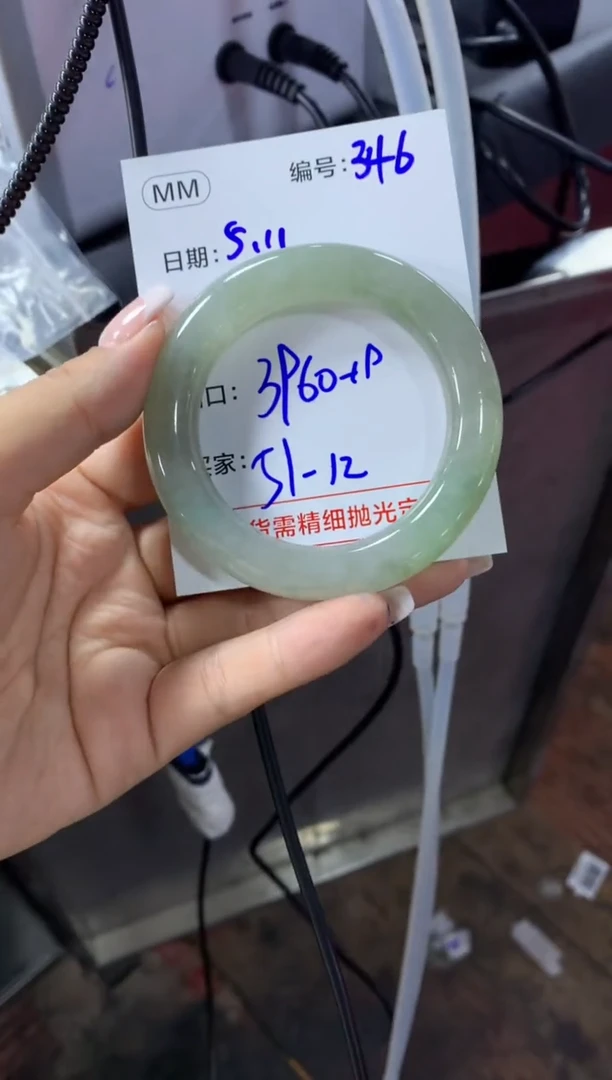 MM
编号:346
日期:5.11
口:3P60+P
家:51-12
货需精细抛光